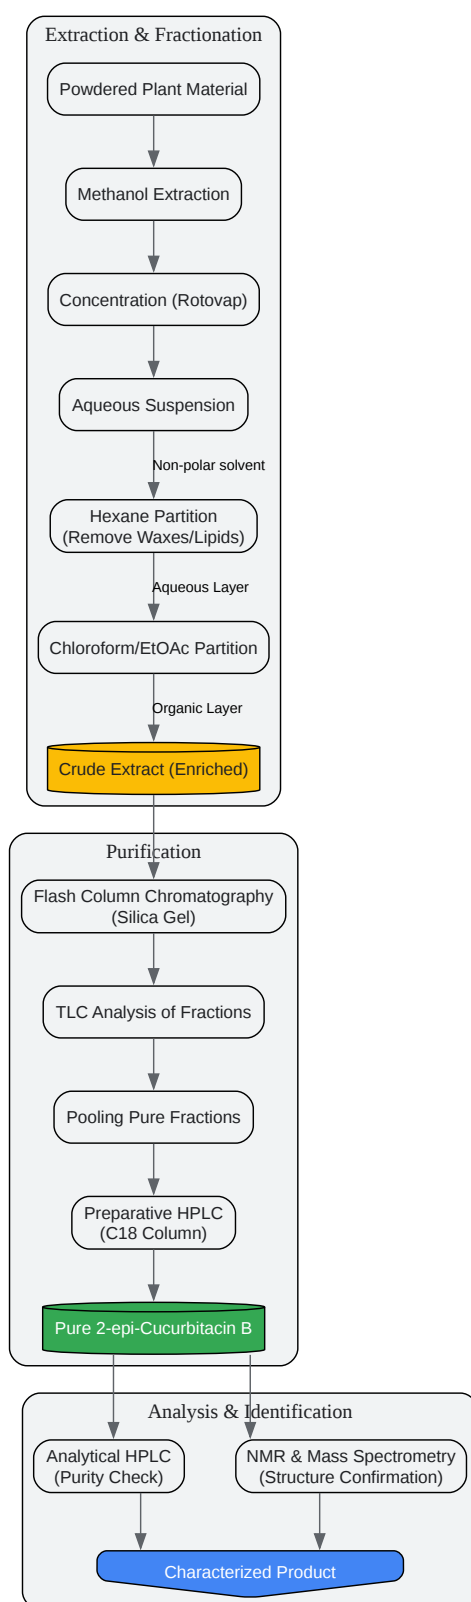 Extraction & Fractionation
Powdered Plant Material
Methanol Extraction
Concentration (Rotovap)
Aqueous Suspension
Non-polar solvent
Hexane Partition
(Remove Waxes/Lipids)
Aqueous Layer
Chloroform/EtOAc Partition
Organic Layer
Crude Extract (Enriched)
Purification
Flash Column Chromatography
(Silica Gel)
TLC Analysis of Fractions
Pooling Pure Fractions
Preparative HPLC
(C18 Column)
Pure 2-epi-Cucurbitacin B
Analysis & Identification
Analytical HPLC
(Purity Check)
NMR & Mass Spectrometry
(Structure Confirmation)
Characterized Product